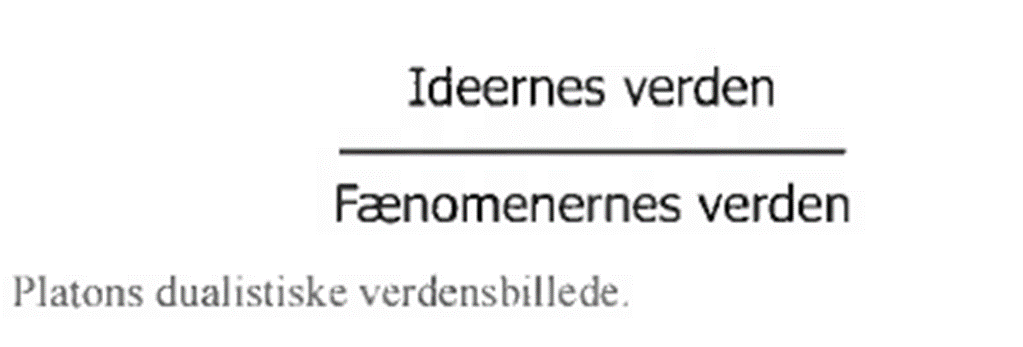 Ideernes verden
Fænomenernes verden
Platons dualistiske verdensbillede.